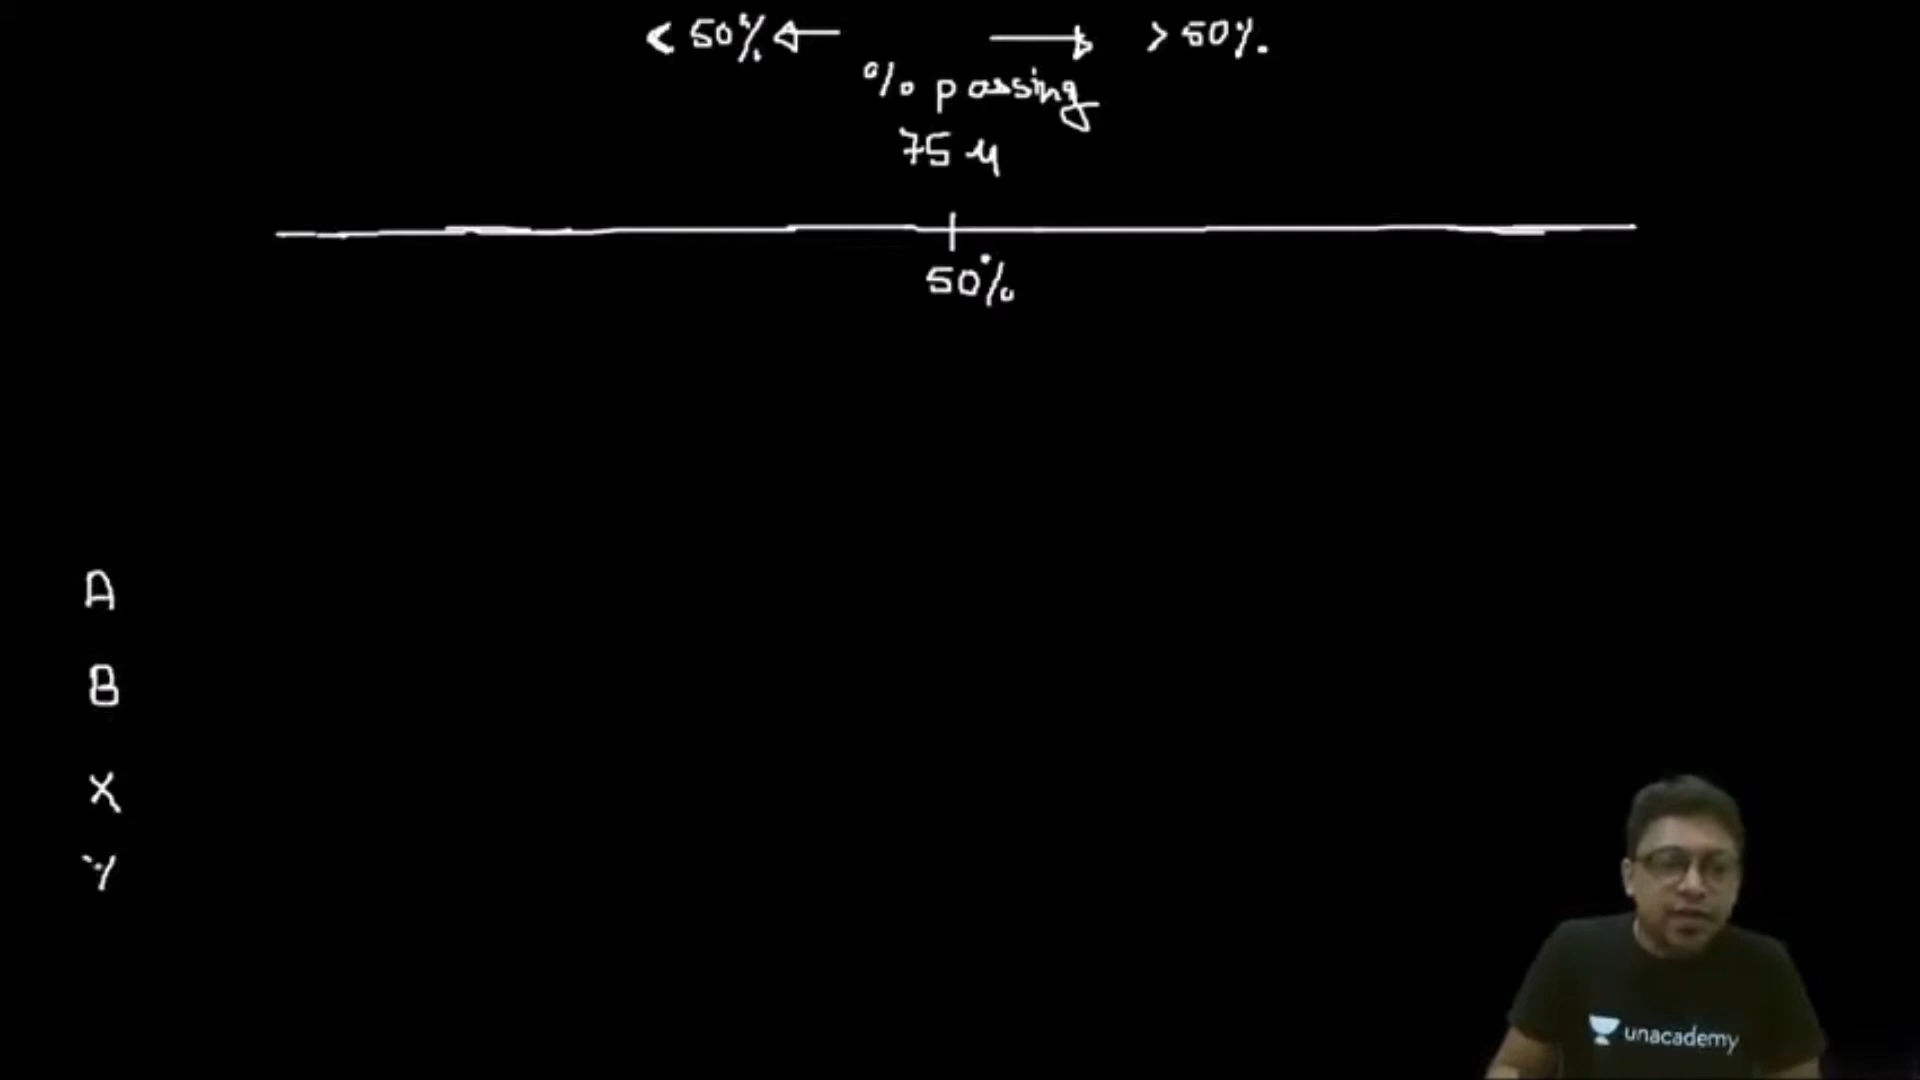 < 50% ← → > 50%.
% passing
75 μ
50%
A
B
X
Y
unacademy